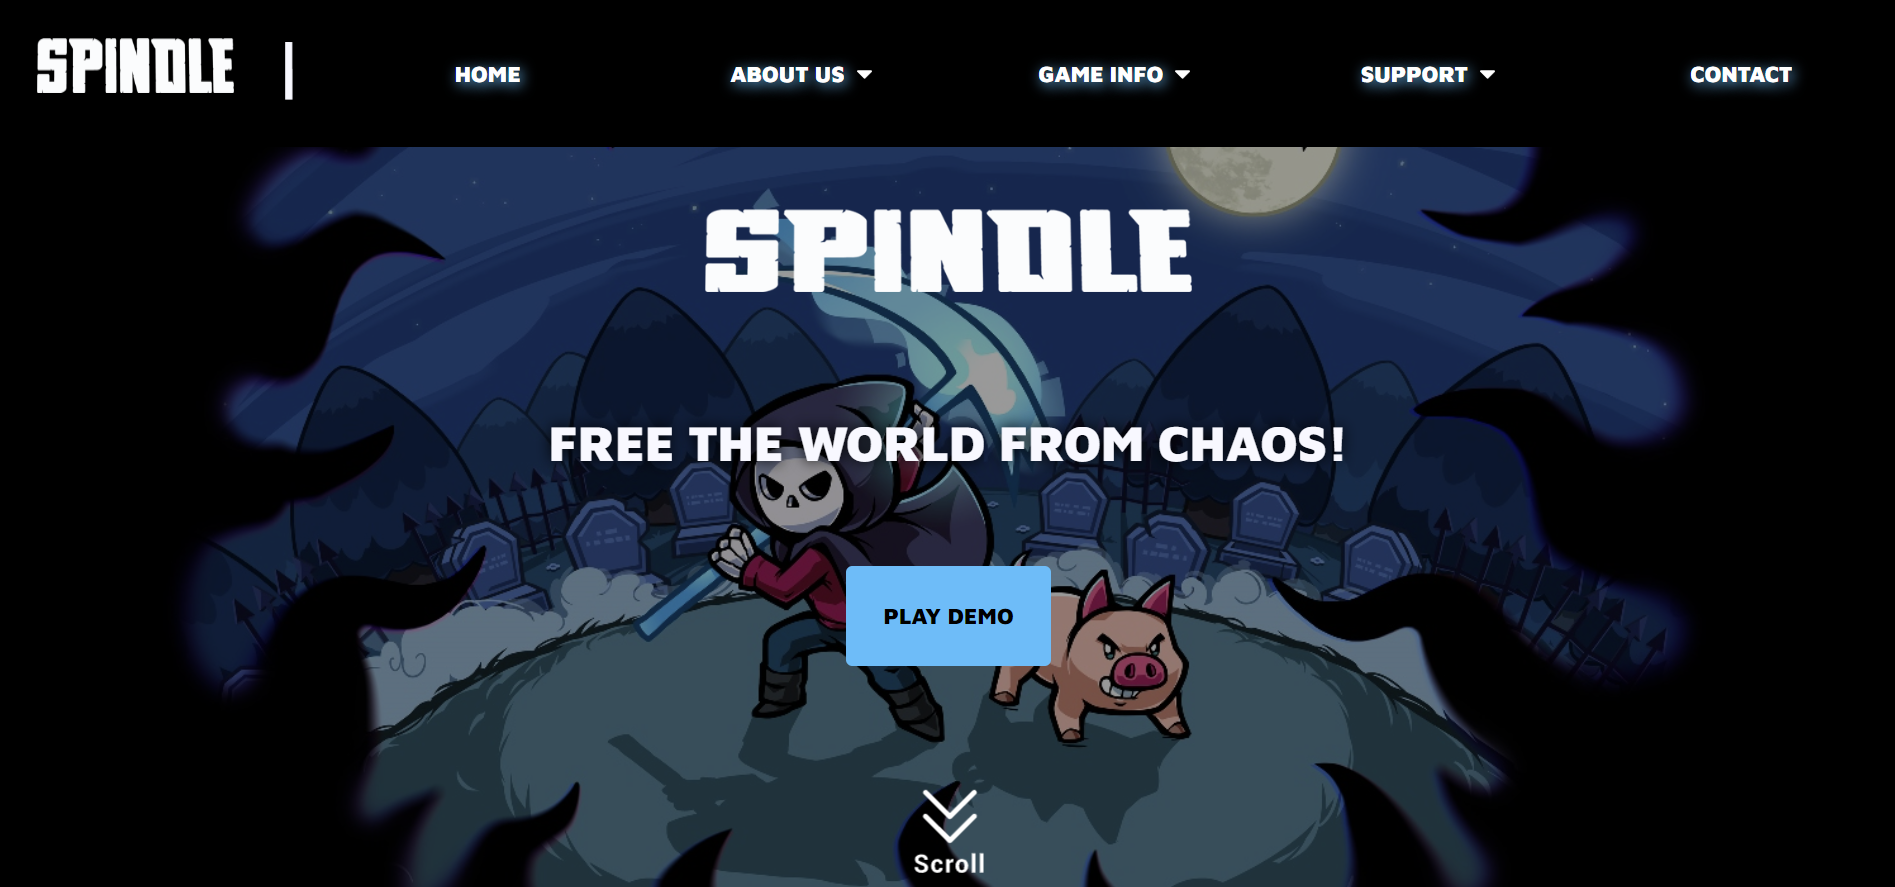 SPINDLE | HOME ABOUT US GAME INFO SUPPORT CONTACT
SPINDLE
FREE THE WORLD FROM CHAOS!
PLAY DEMO
Scroll